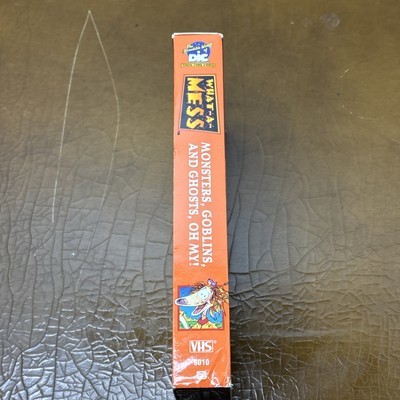 DIC
WHAT-A-
MESS
MONSTERS, GOBLINS,
AND GHOSTS, OH MY!
VHS